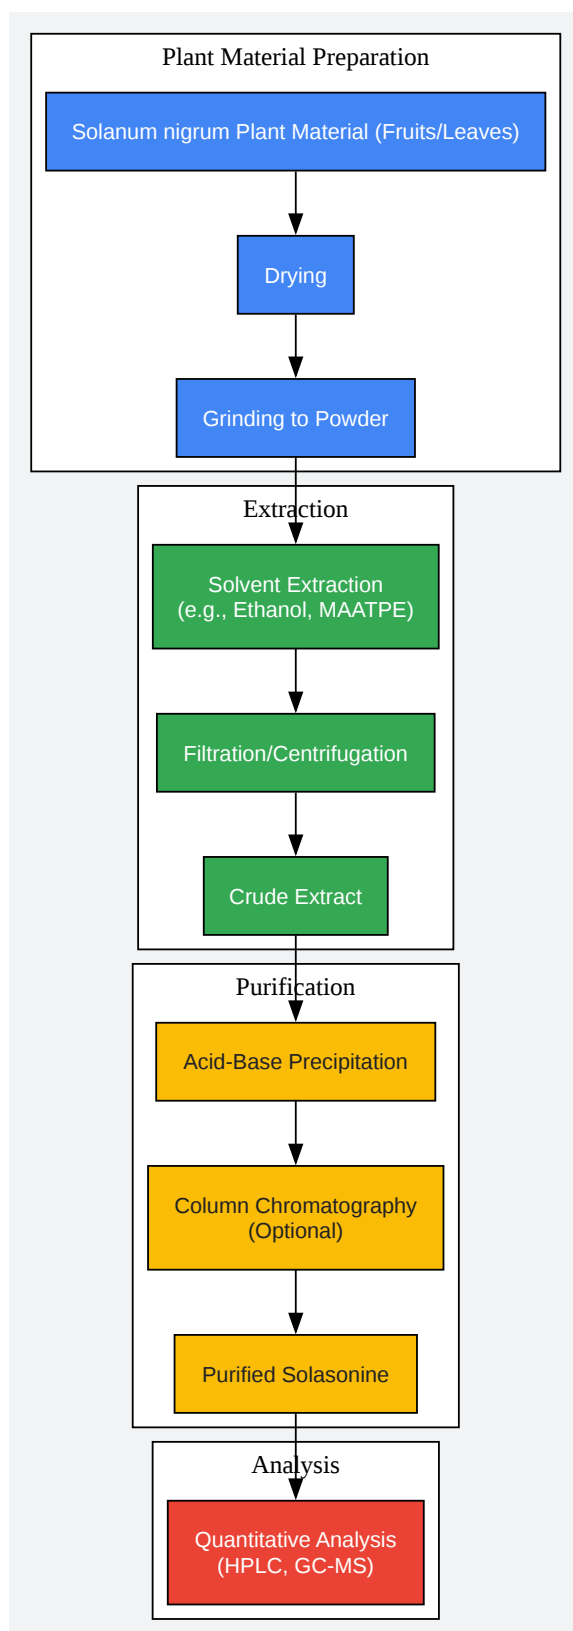 Plant Material Preparation
Solanum nigrum Plant Material (Fruits/Leaves)
Drying
Grinding to Powder
Extraction
Solvent Extraction
(e.g., Ethanol, MAATPE)
Filtration/Centrifugation
Crude Extract
Purification
Acid-Base Precipitation
Column Chromatography
(Optional)
Purified Solasonine
Analysis
Quantitative Analysis
(HPLC, GC-MS)